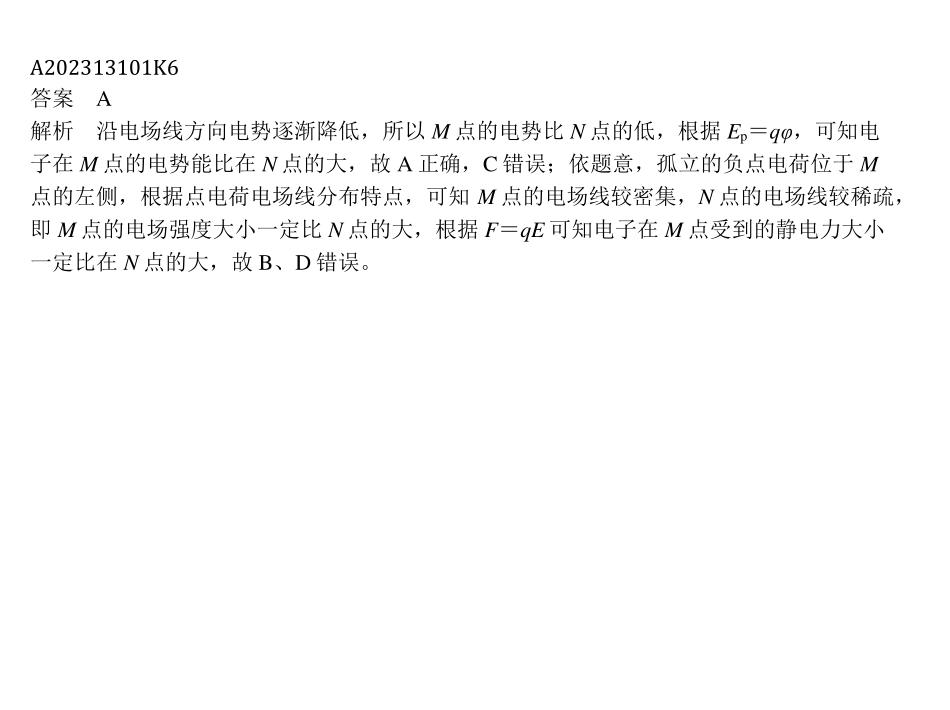 A202313101K6
答案 A
解析 沿电场线方向电势逐渐降低，所以 M 点的电势比 N 点的低，根据 Eₚ＝qφ，可知电
子在 M 点的电势能比在 N 点的大，故 A 正确，C 错误；依题意，孤立的负点电荷位于 M
点的左侧，根据点电荷电场线分布特点，可知 M 点的电场线较密集，N 点的电场线较稀疏，
即 M 点的电场强度大小一定比 N 点的大，根据 F＝qE 可知电子在 M 点受到的静电力大小
一定比在 N 点的大，故 B、D 错误。